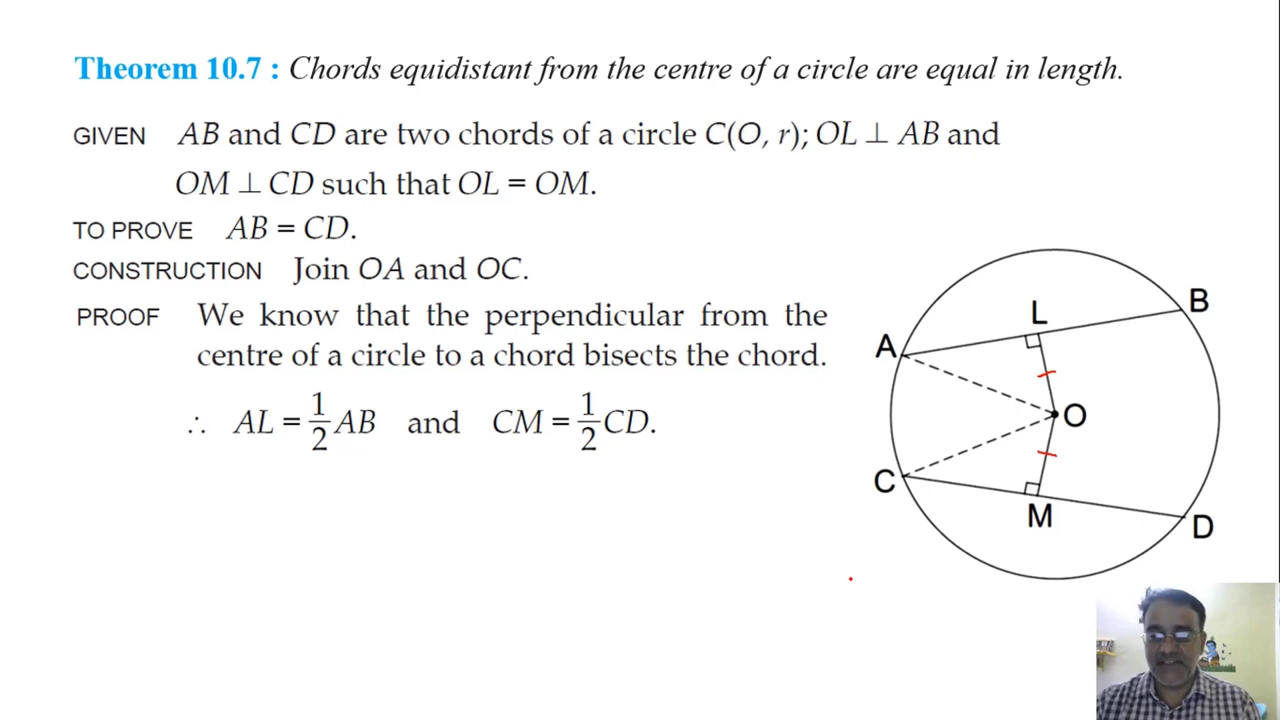 Theorem 10.7 : Chords equidistant from the centre of a circle are equal in length.
GIVEN AB and CD are two chords of a circle C(O, r); OL ⊥ AB and
OM ⊥ CD such that OL = OM.
TO PROVE AB = CD.
CONSTRUCTION Join OA and OC.
PROOF We know that the perpendicular from the
centre of a circle to a chord bisects the chord.
∴ AL = 1/2 AB and CM = 1/2 CD.
B
L
A
O
C
M
D